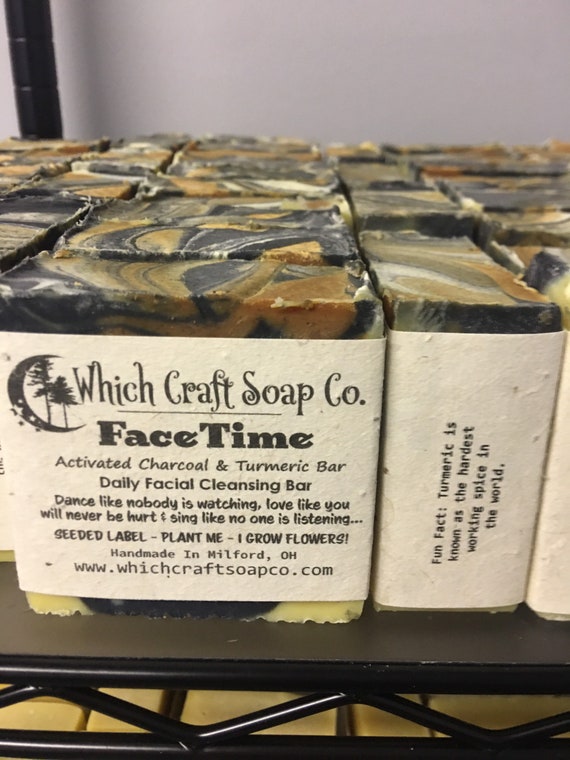 Which Craft Soap Co.
FaceTime
Activated Charcoal & Turmeric Bar
Daily Facial Cleansing Bar
Dance like nobody is watching, love like you
will never be hurt & sing like no one is listening...
SEEDED LABEL - PLANT ME - I GROW FLOWERS!
Handmade In Milford, OH
www.whichcraftsoapco.com
Fun Fact: Turmeric is
known as the hardest
working spice in
the world.